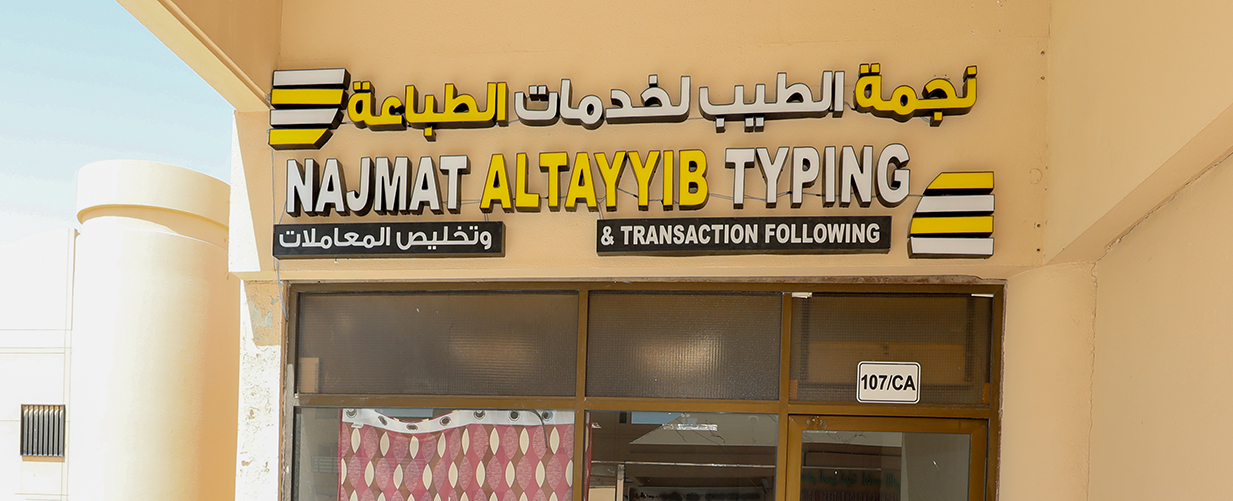 نجمة الطيب لخدمات الطباعة
NAJMAT ALTAYYIB TYPING
وتخليص المعاملات
& TRANSACTION FOLLOWING
107/CA